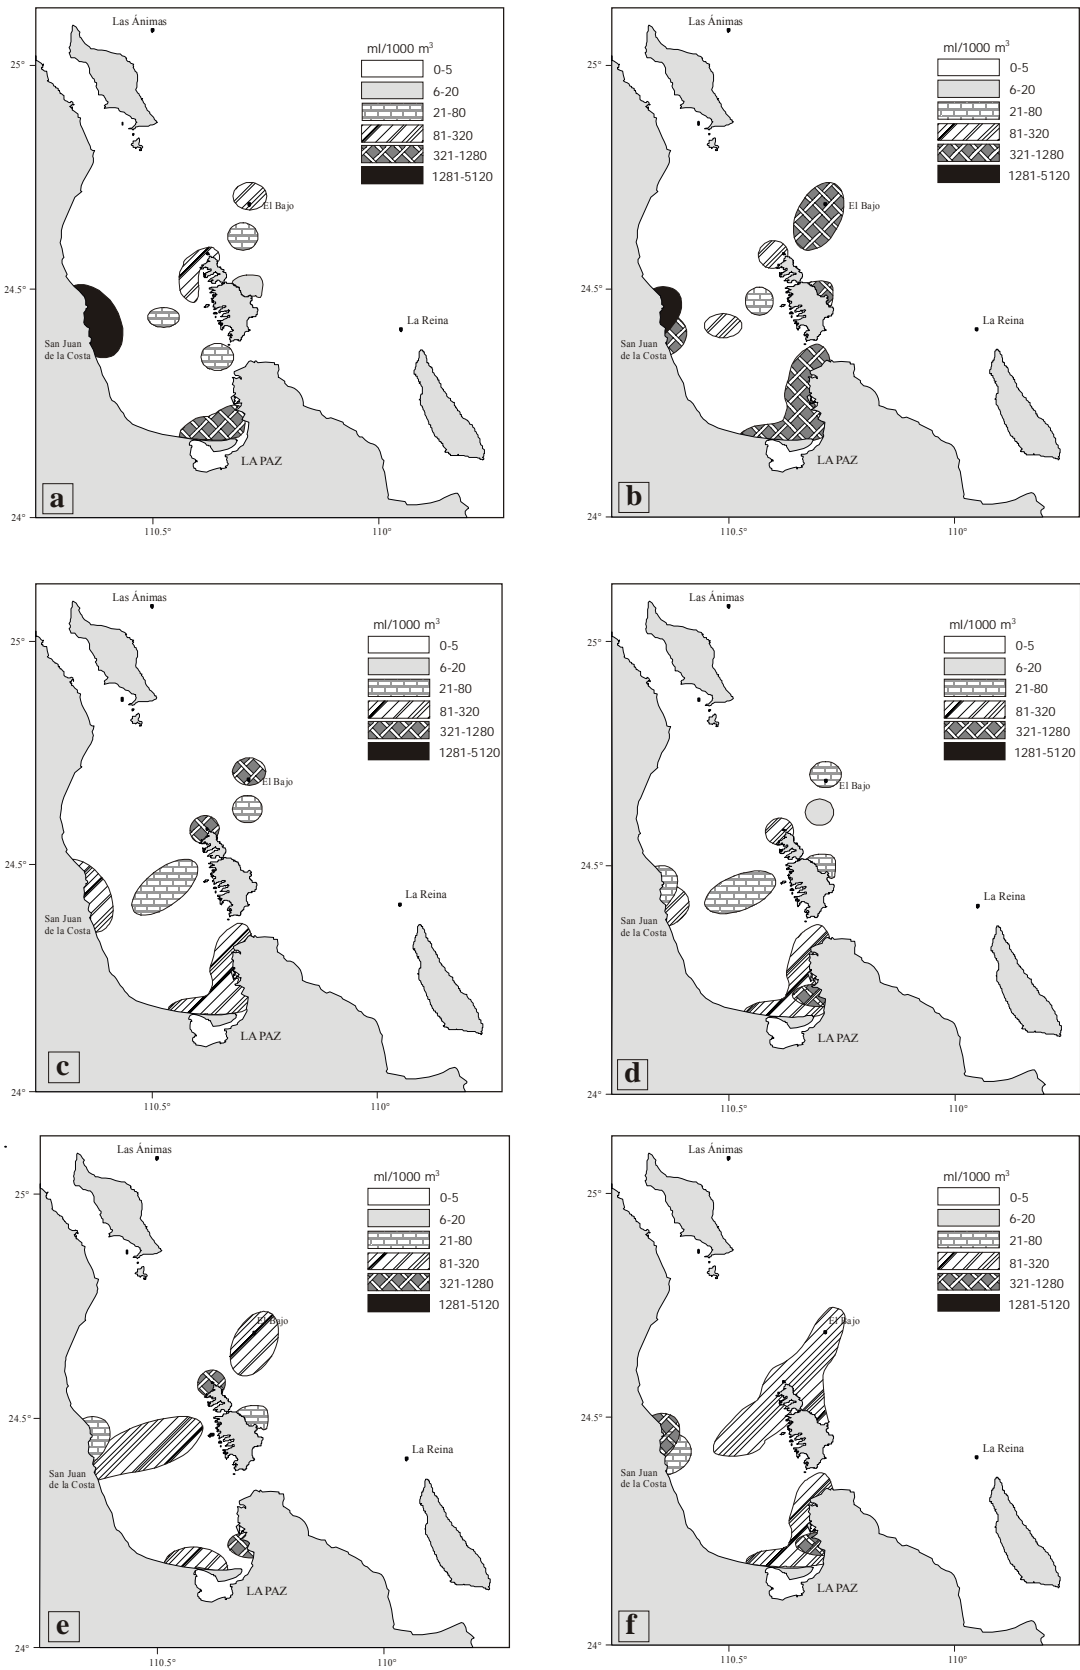 Las Ánimas
ml/1000 m³
25°
0-5
6-20
21-80
81-320
321-1280
1281-5120
El Bajo
24.5°
La Reina
San Juan
de la Costa
LA PAZ
a
24°
110.5°
110°
Las Ánimas
ml/1000 m³
25°
0-5
6-20
21-80
81-320
321-1280
1281-5120
El Bajo
24.5°
La Reina
San Juan
de la Costa
LA PAZ
b
24°
110.5°
110°
Las Ánimas
ml/1000 m³
25°
0-5
6-20
21-80
81-320
321-1280
1281-5120
El Bajo
24.5°
La Reina
San Juan
de la Costa
LA PAZ
c
24°
110.5°
110°
Las Ánimas
ml/1000 m³
25°
0-5
6-20
21-80
81-320
321-1280
1281-5120
El Bajo
24.5°
La Reina
San Juan
de la Costa
LA PAZ
d
24°
110.5°
110°
Las Ánimas
ml/1000 m³
25°
0-5
6-20
21-80
81-320
321-1280
1281-5120
El Bajo
24.5°
La Reina
San Juan
de la Costa
LA PAZ
e
24°
110.5°
110°
Las Ánimas
ml/1000 m³
25°
0-5
6-20
21-80
81-320
321-1280
1281-5120
El Bajo
24.5°
La Reina
San Juan
de la Costa
LA PAZ
f
24°
110.5°
110°